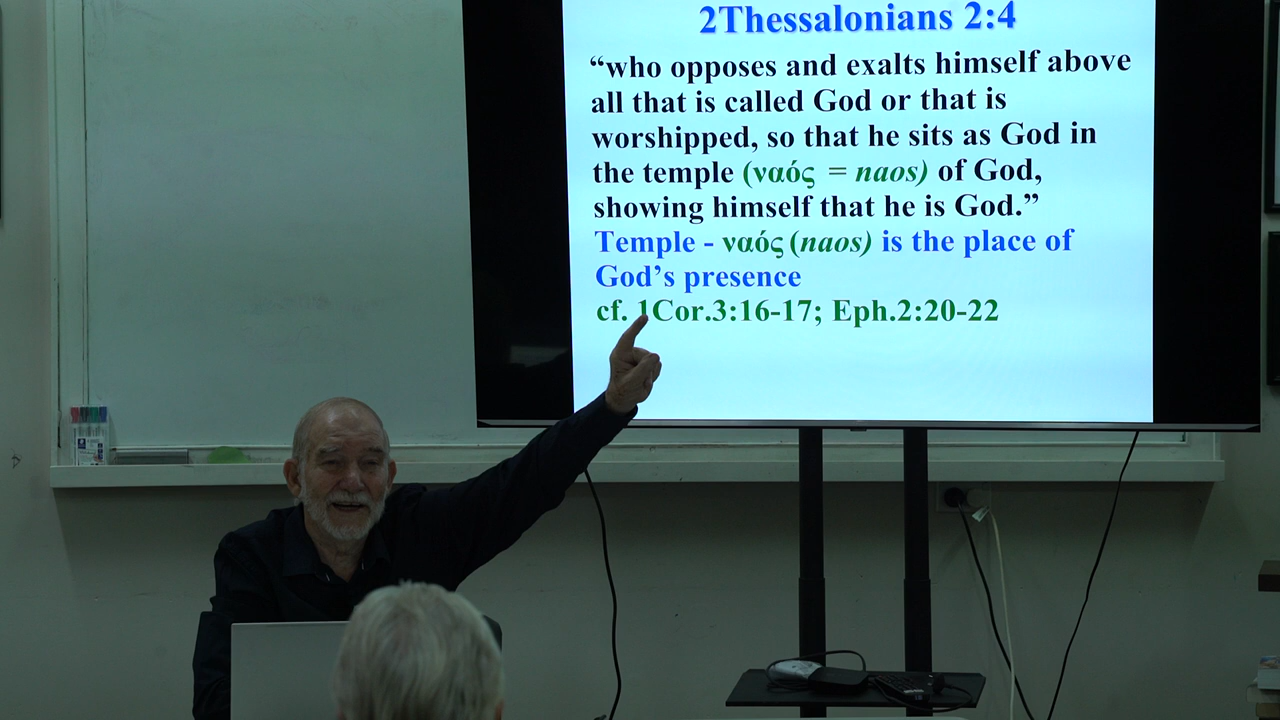 2Thessalonians 2:4
“who opposes and exalts himself above
all that is called God or that is
worshipped, so that he sits as God in
the temple (ναός = naos) of God,
showing himself that he is God.”
Temple - ναός (naos) is the place of
God’s presence
cf. 1Cor.3:16-17; Eph.2:20-22